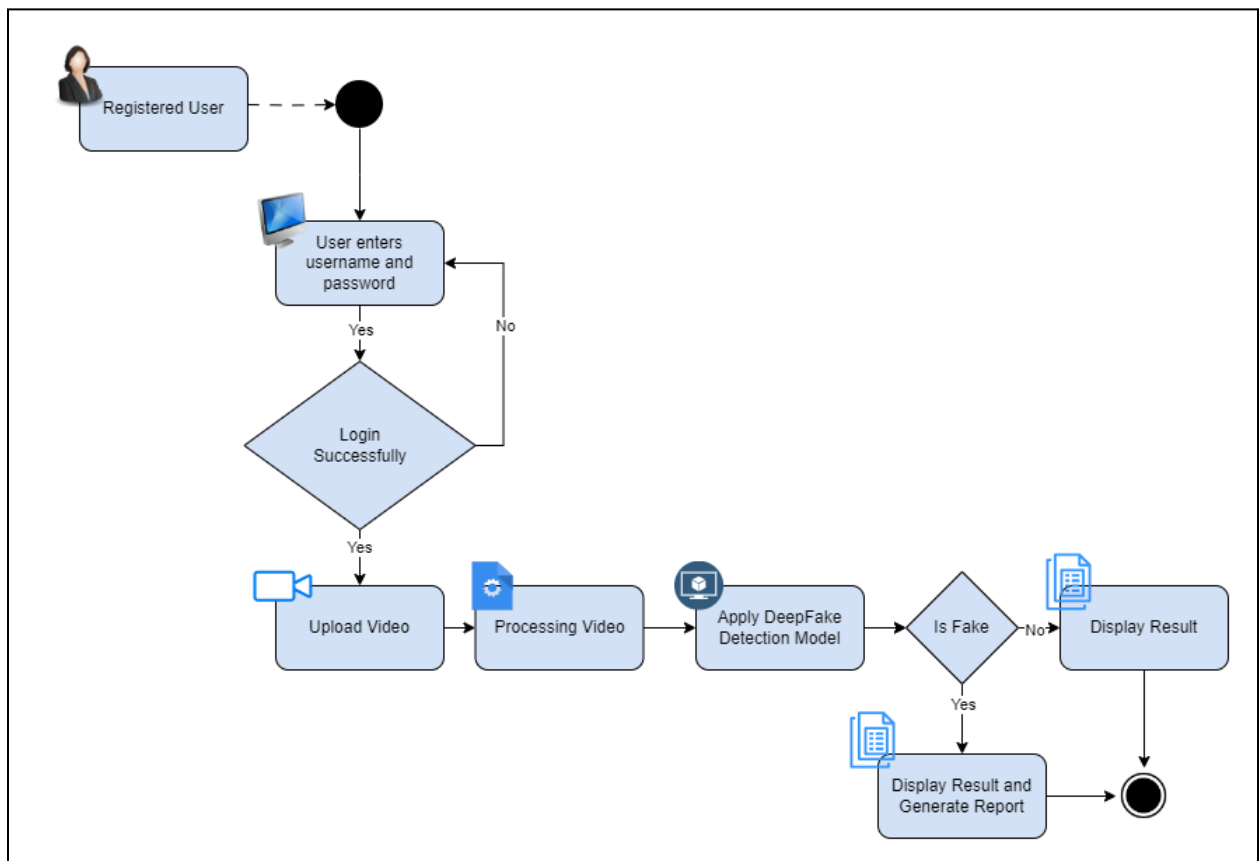 Registered User
User enters
username and
password
Yes
No
Login
Successfully
Yes
Upload Video
Processing Video
Apply DeepFake
Detection Model
Is Fake
No
Display Result
Yes
Display Result and
Generate Report